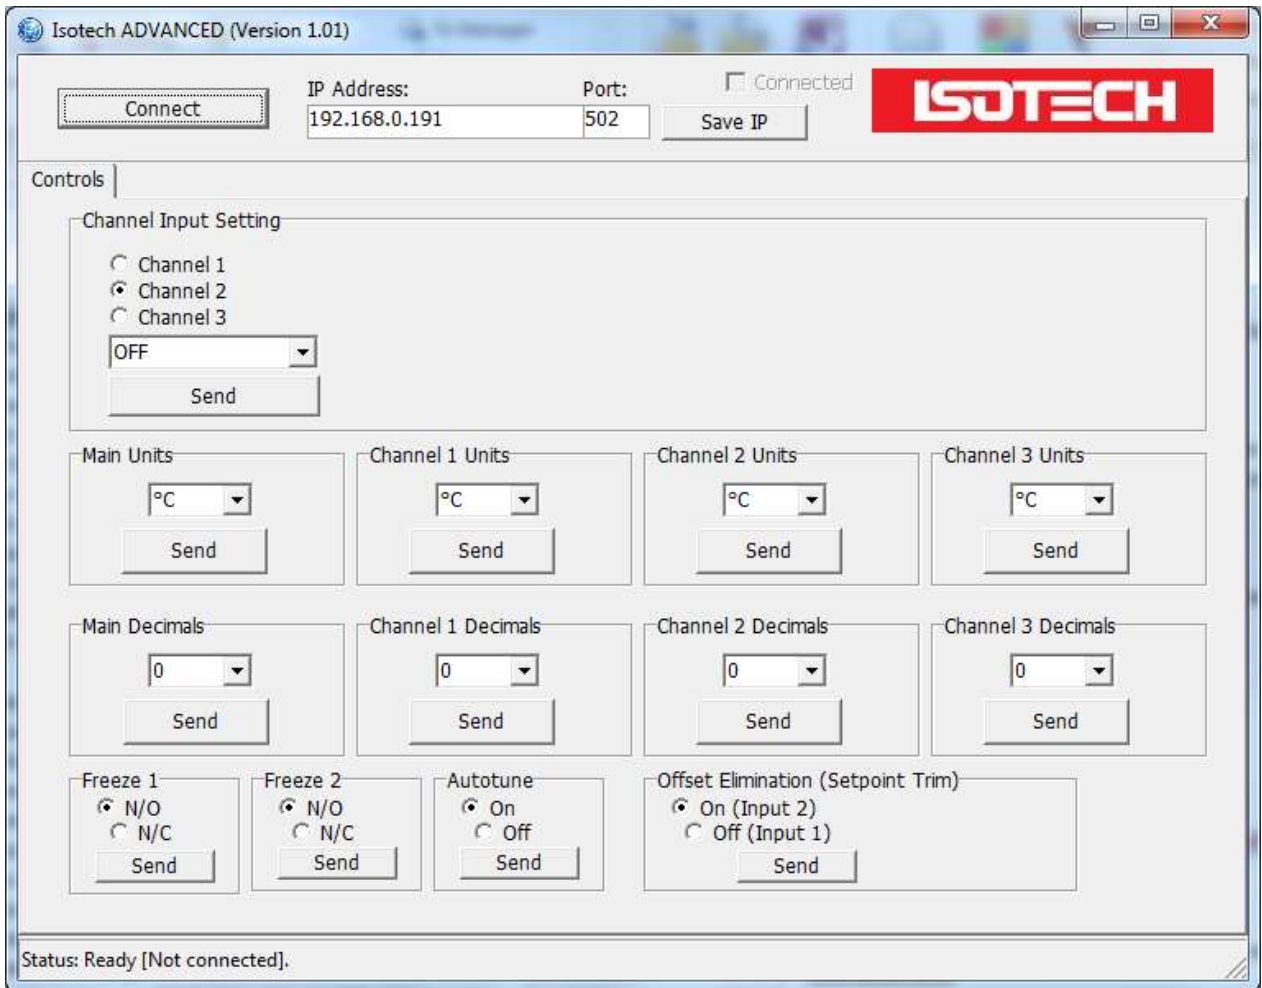 Isotech ADVANCED (Version 1.01)
Connect
IP Address:
192.168.0.191
Port:
502
Connected
Save IP
ISOTECH
Controls
Channel Input Setting
Channel 1
Channel 2
Channel 3
OFF
Send
Main Units
Channel 1 Units
Channel 2 Units
Channel 3 Units
°C
°C
°C
°C
Send
Send
Send
Send
Main Decimals
Channel 1 Decimals
Channel 2 Decimals
Channel 3 Decimals
0
0
0
0
Send
Send
Send
Send
Freeze 1
N/O
N/C
Send
Freeze 2
N/O
N/C
Send
Autotune
On
Off
Send
Offset Elimination (Setpoint Trim)
On (Input 2)
Off (Input 1)
Send
Status: Ready [Not connected].